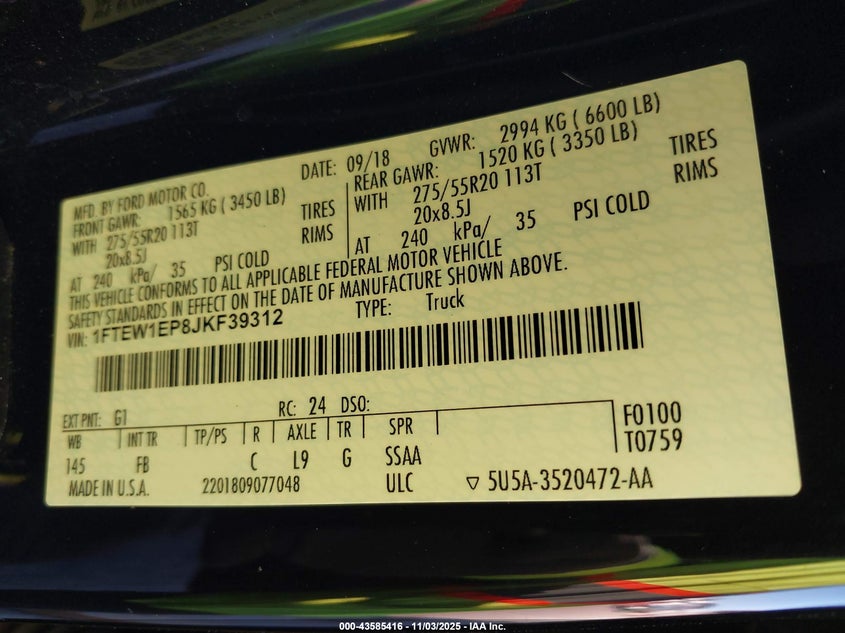 MFD. BY FORD MOTOR CO. DATE: 09/18 GVWR: 2994 KG ( 6600 LB)
FRONT GAWR: 1565 KG ( 3450 LB) REAR GAWR: 1520 KG ( 3350 LB)
WITH 275/55R20 113T TIRES WITH 275/55R20 113T TIRES
20x8.5J RIMS 20x8.5J RIMS
AT 240 kPa/ 35 PSI COLD AT 240 kPa/ 35 PSI COLD
THIS VEHICLE CONFORMS TO ALL APPLICABLE FEDERAL MOTOR VEHICLE
SAFETY STANDARDS IN EFFECT ON THE DATE OF MANUFACTURE SHOWN ABOVE.
VIN: 1FTEW1EP8JKF39312 TYPE: Truck
EXT PNT: G1 RC: 24 DSO:
WB INT TR TP/PS R AXLE TR SPR F0100
145 FB C L9 G SSAA T0759
MADE IN U.S.A. 2201809077048 ULC ▽ 5U5A-3520472-AA
000-43585416 - 11/03/2025 - IAA Inc.